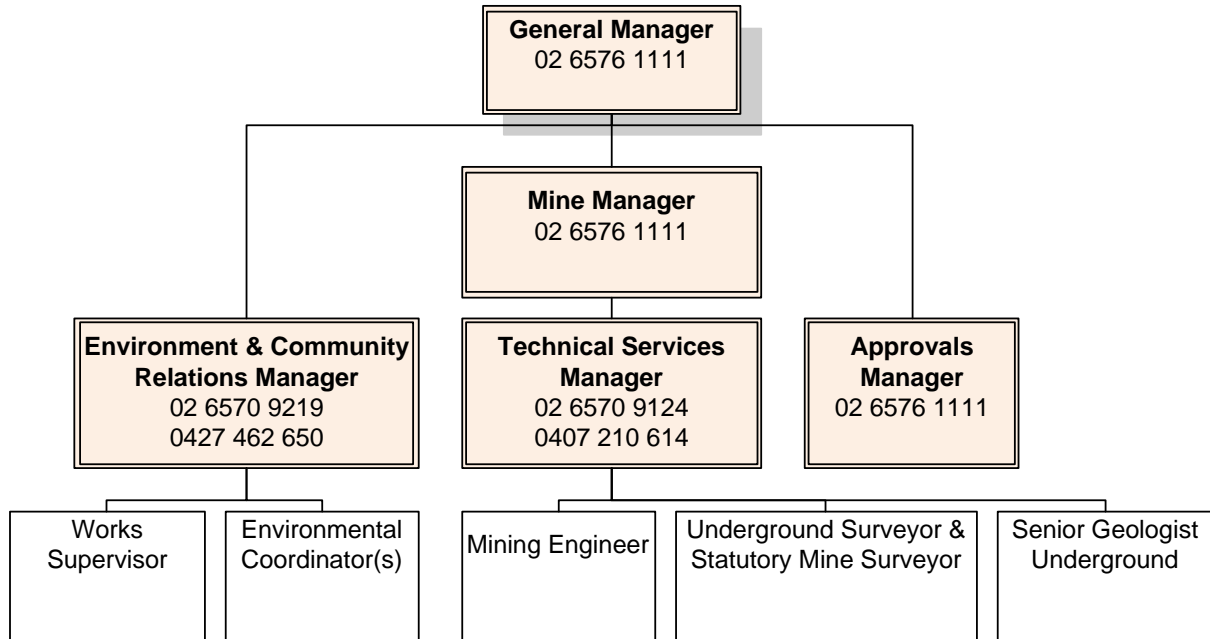 General Manager
02 6576 1111
Mine Manager
02 6576 1111
Environment & Community
Relations Manager
02 6570 9219
0427 462 650
Technical Services
Manager
02 6570 9124
0407 210 614
Approvals
Manager
02 6576 1111
Works
Supervisor
Environmental
Coordinator(s)
Mining Engineer
Underground Surveyor &
Statutory Mine Surveyor
Senior Geologist
Underground